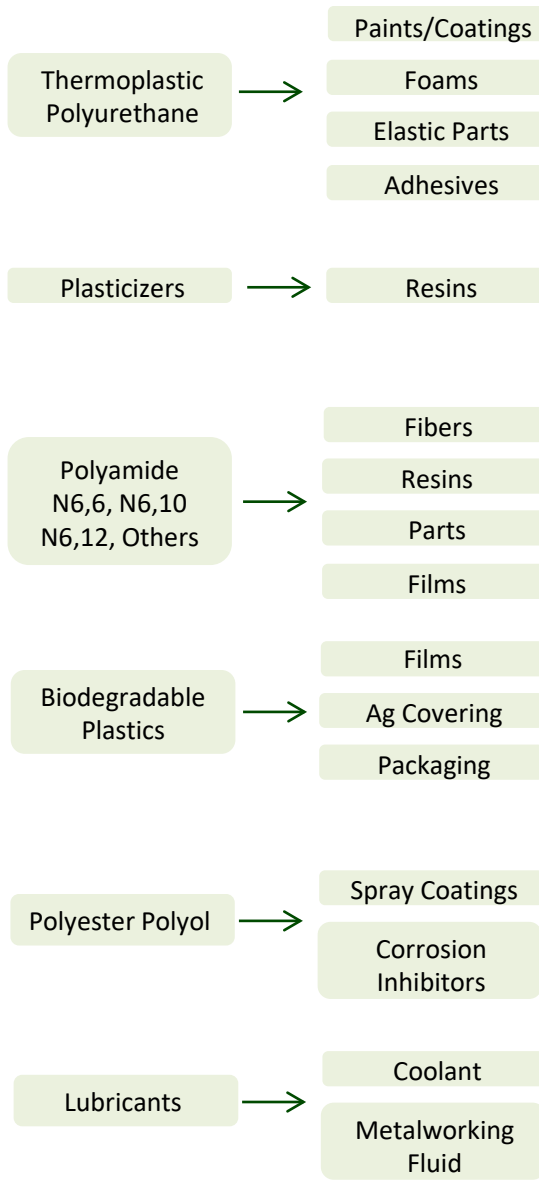 Thermoplastic
Polyurethane
Paints/Coatings
Foams
Elastic Parts
Adhesives
Plasticizers
Resins
Polyamide
N6,6, N6,10
N6,12, Others
Fibers
Resins
Parts
Films
Biodegradable
Plastics
Films
Ag Covering
Packaging
Polyester Polyol
Spray Coatings
Corrosion
Inhibitors
Lubricants
Coolant
Metalworking
Fluid